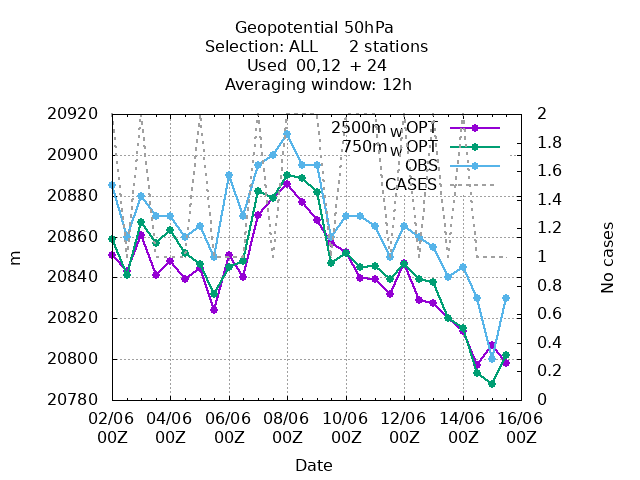 Geopotential 50hPa
Selection: ALL 2 stations
Used 00,12 + 24
Averaging window: 12h
2500m w OPT
750m w OPT
OBS
CASES
20920
20900
20880
20860
20840
20820
20800
20780
m
2
1.8
1.6
1.4
1.2
1
0.8
0.6
0.4
0.2
0
No cases
02/06 04/06 06/06 08/06 10/06 12/06 14/06 16/06
00Z 00Z 00Z 00Z 00Z 00Z 00Z 00Z
Date